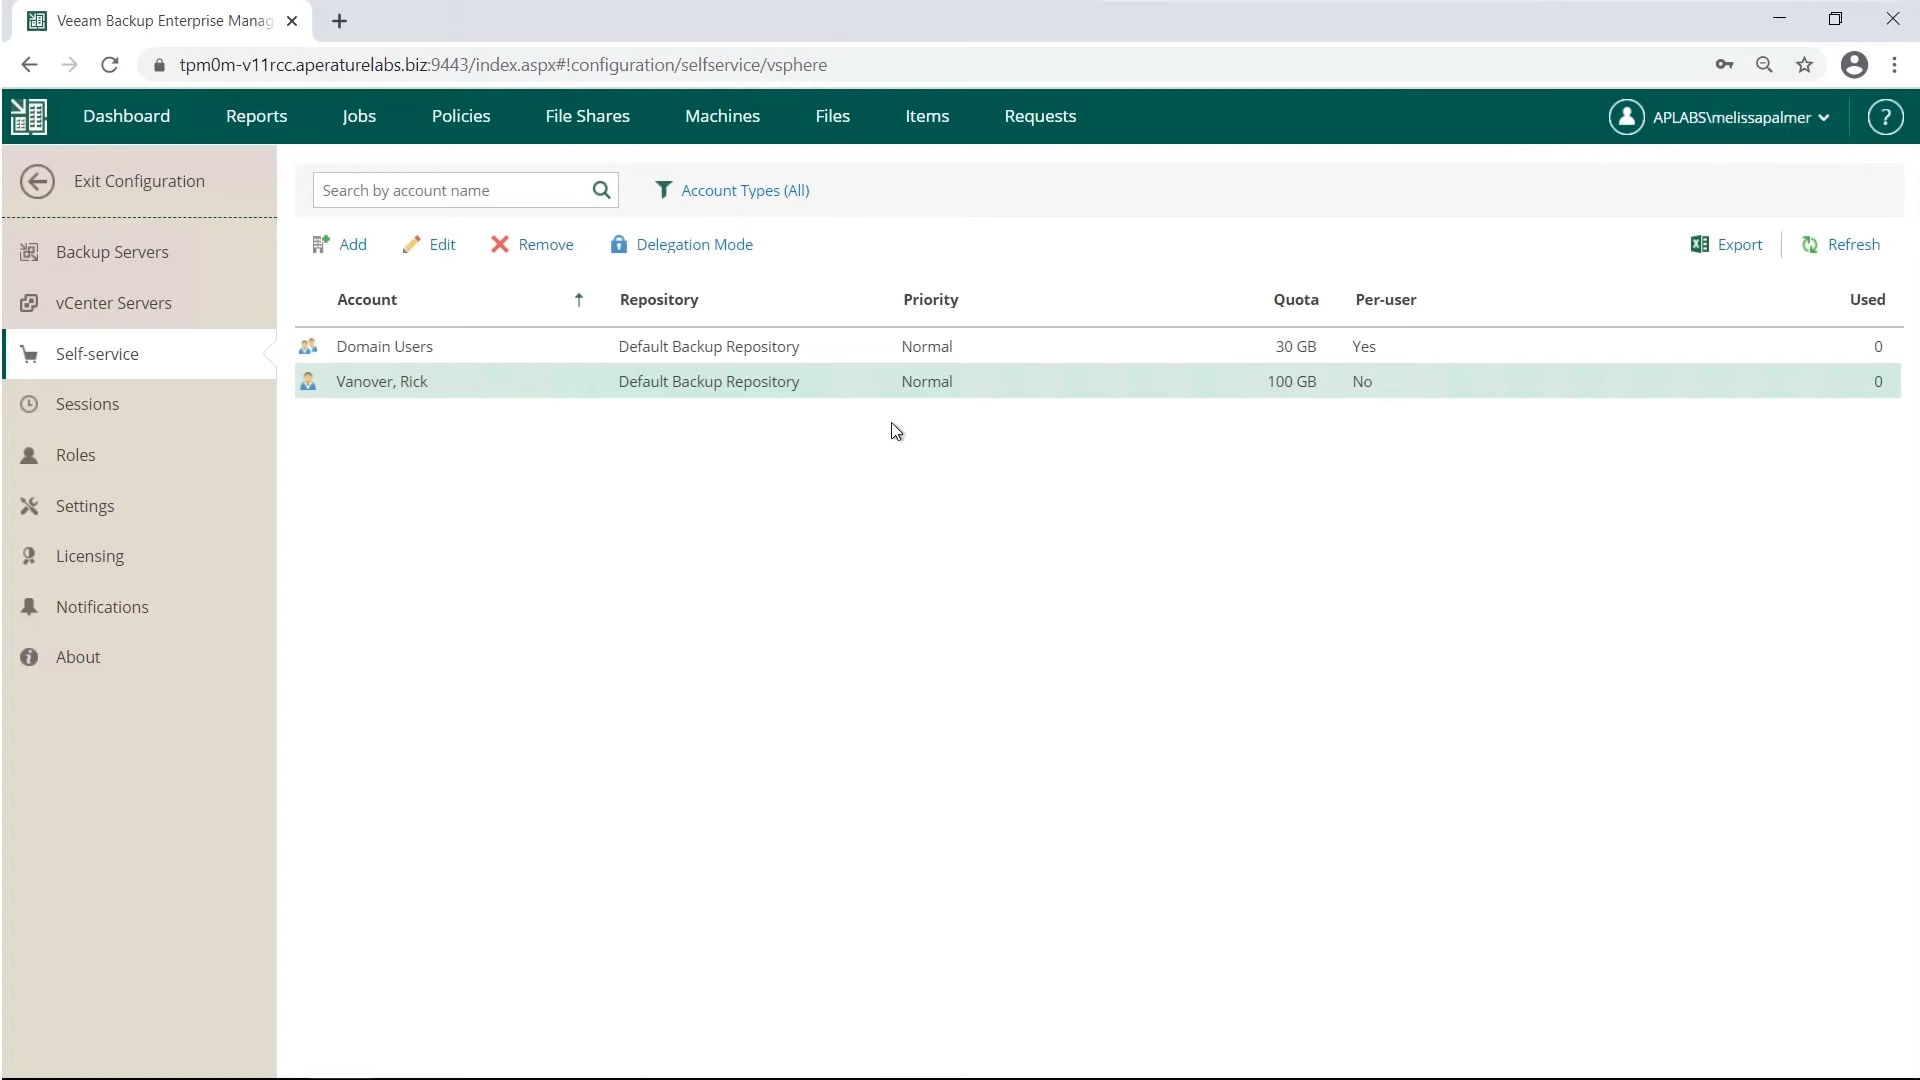 Veeam Backup Enterprise Manag
tpm0m-v11rcc.aperaturelabs.biz:9443/index.aspx#!configuration/selfservice/vsphere
Dashboard Reports Jobs Policies File Shares Machines Files Items Requests APLABS\melissapalmer ?
Exit Configuration
Backup Servers
vCenter Servers
Self-service
Sessions
Roles
Settings
Licensing
Notifications
About
Search by account name Account Types (All)
Add Edit Remove Delegation Mode Export Refresh
Account Repository Priority Quota Per-user Used
Domain Users Default Backup Repository Normal 30 GB Yes 0
Vanover, Rick Default Backup Repository Normal 100 GB No 0